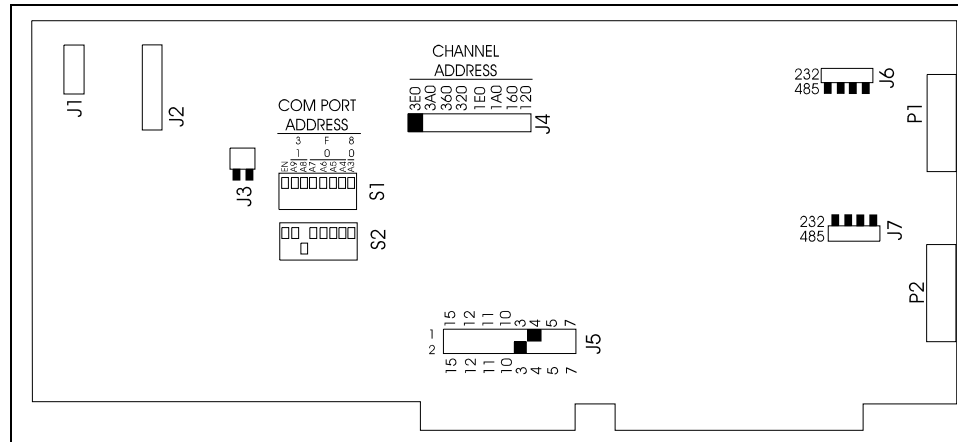 J1
J2
J3
COM PORT
ADDRESS
3 F 8
1 0 0
EN A9 A8 A7 A6 A5 A4 A3
S1
S2
CHANNEL
ADDRESS
3E0 3A0 360 320 1E0 1A0 160 120
J4
232
485
J6
P1
232
485
J7
P2
15 12 11 10 3 4 5 7
1
2
J5
15 12 11 10 3 4 5 7